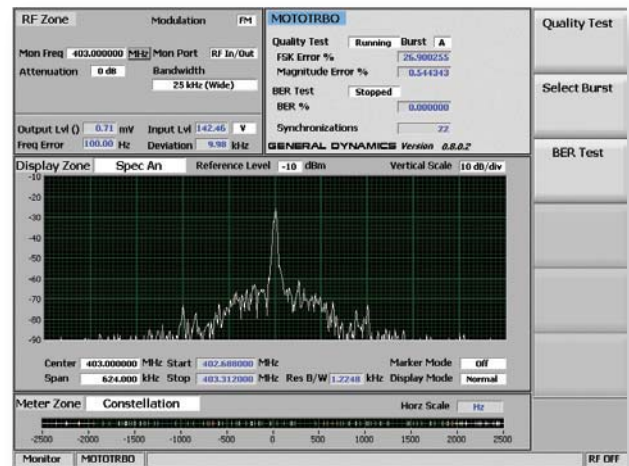 RF Zone Modulation FM
Mon Freq 403.000000 MHz Mon Port RF In/Out
Attenuation 0 dB Bandwidth
25 kHz (Wide)
Output Lvl () 0.71 mV Input Lvl 142.46 V
Freq Error 100.00 Hz Deviation 9.98 kHz
MOTOTRBO
Quality Test Running Burst A
FSK Error % 26.900255
Magnitude Error % 0.544343
BER Test Stopped
BER % 0.000000
Synchronizations 22
GENERAL DYNAMICS Version 0.8.0.2
Quality Test
Select Burst
BER Test
Display Zone Spec An Reference Level -10 dBm Vertical Scale 10 dB/div
-10
-20
-30
-40
-50
-60
-70
-80
-90
Center 403.000000 MHz Start 402.688000 MHz Marker Mode Off
Span 624.000 kHz Stop 403.312000 MHz Res B/W 1.2248 kHz Display Mode Normal
Meter Zone Constellation Horz Scale Hz
-2500 -2000 -1500 -1000 -500 0 500 1000 1500 2000 2500
Monitor MOTOTRBO RF OFF